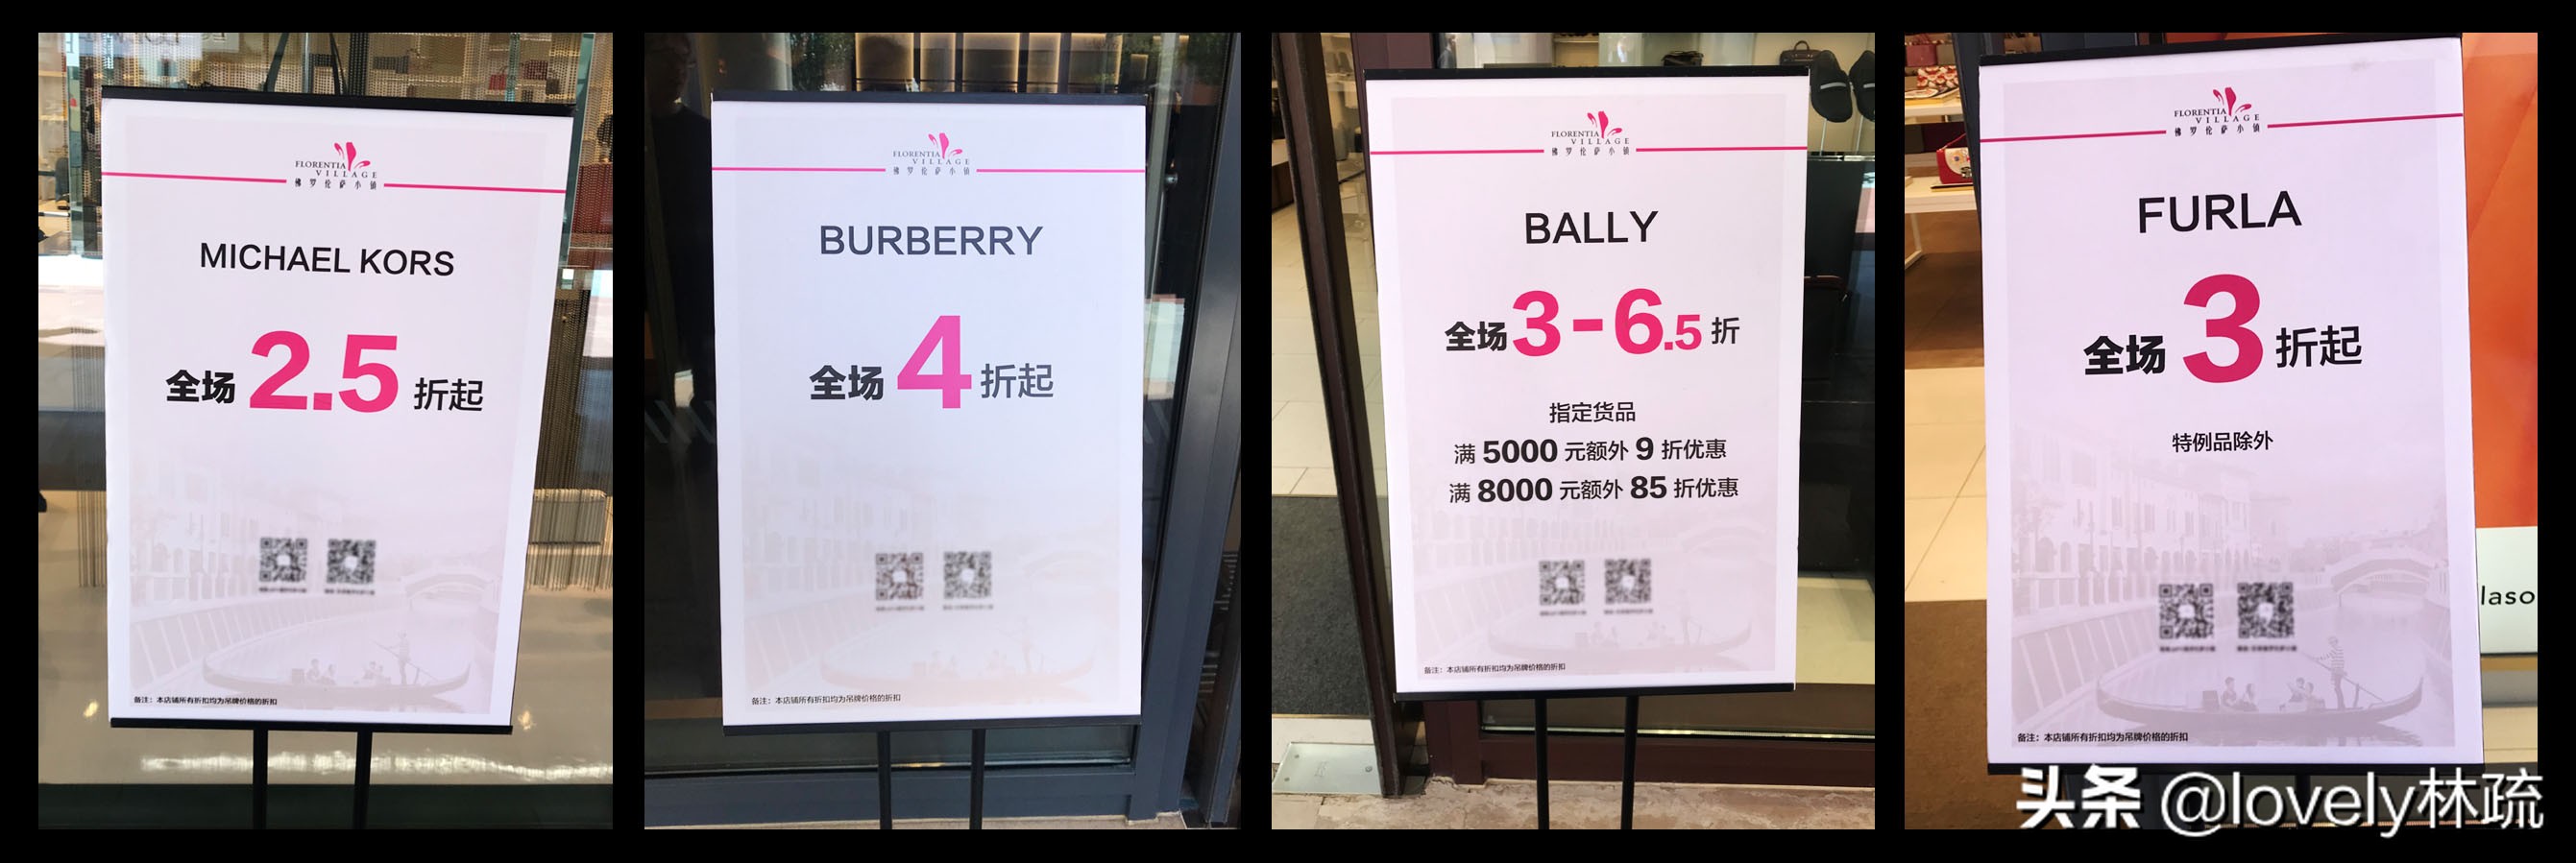 FLORENTIA
VILLAGE
佛罗伦萨小镇
MICHAEL KORS
全场 2.5 折起
备注：本店铺所有折扣均为吊牌价格的折扣
FLORENTIA
VILLAGE
佛罗伦萨小镇
BURBERRY
全场 4 折起
备注：本店铺所有折扣均为吊牌价格的折扣
FLORENTIA
VILLAGE
佛罗伦萨小镇
BALLY
全场 3-6.5 折
指定货品
满 5000 元额外 9 折优惠
满 8000 元额外 85 折优惠
备注：本店铺所有折扣均为吊牌价格的折扣
FLORENTIA
VILLAGE
佛罗伦萨小镇
FURLA
全场 3 折起
特例品除外
备注：本店铺所有折扣均为吊牌价格的折扣
laso
头条 @lovely林疏